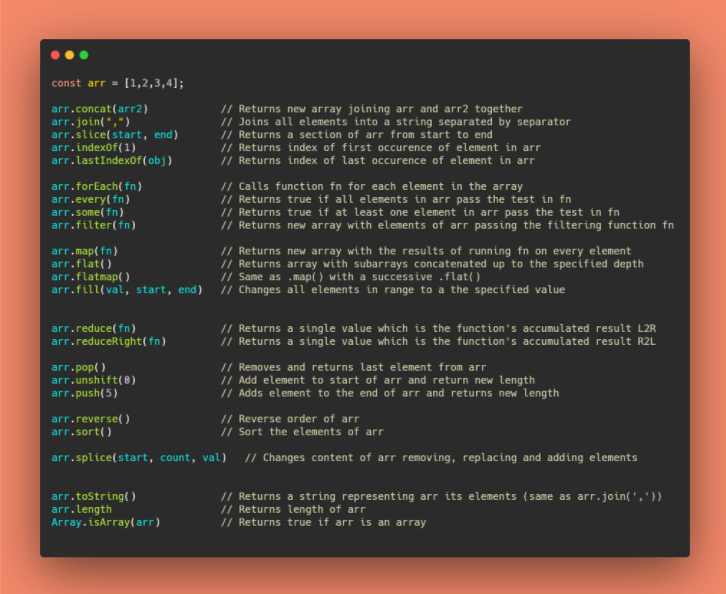 const arr = [1,2,3,4];
arr.concat(arr2) // Returns new array joining arr and arr2 together
arr.join(",") // Joins all elements into a string separated by separator
arr.slice(start, end) // Returns a section of arr from start to end
arr.indexOf(1) // Returns index of first occurence of element in arr
arr.lastIndexOf(obj) // Returns index of last occurence of element in arr
arr.forEach(fn) // Calls function fn for each element in the array
arr.every(fn) // Returns true if all elements in arr pass the test in fn
arr.some(fn) // Returns true if at least one element in arr pass the test in fn
arr.filter(fn) // Returns new array with elements of arr passing the filtering function fn
arr.map(fn) // Returns new array with the results of running fn on every element
arr.flat() // Returns array with subarrays concatenated up to the specified depth
arr.flatmap() // Same as .map() with a successive .flat()
arr.fill(val, start, end) // Changes all elements in range to a the specified value
arr.reduce(fn) // Returns a single value which is the function's accumulated result L2R
arr.reduceRight(fn) // Returns a single value which is the function's accumulated result R2L
arr.pop() // Removes and returns last element from arr
arr.unshift(0) // Add element to start of arr and return new length
arr.push(5) // Adds element to the end of arr and returns new length
arr.reverse() // Reverse order of arr
arr.sort() // Sort the elements of arr
arr.splice(start, count, val) // Changes content of arr removing, replacing and adding elements
arr.toString() // Returns a string representing arr its elements (same as arr.join(','))
arr.length // Returns length of arr
Array.isArray(arr) // Returns true if arr is an array